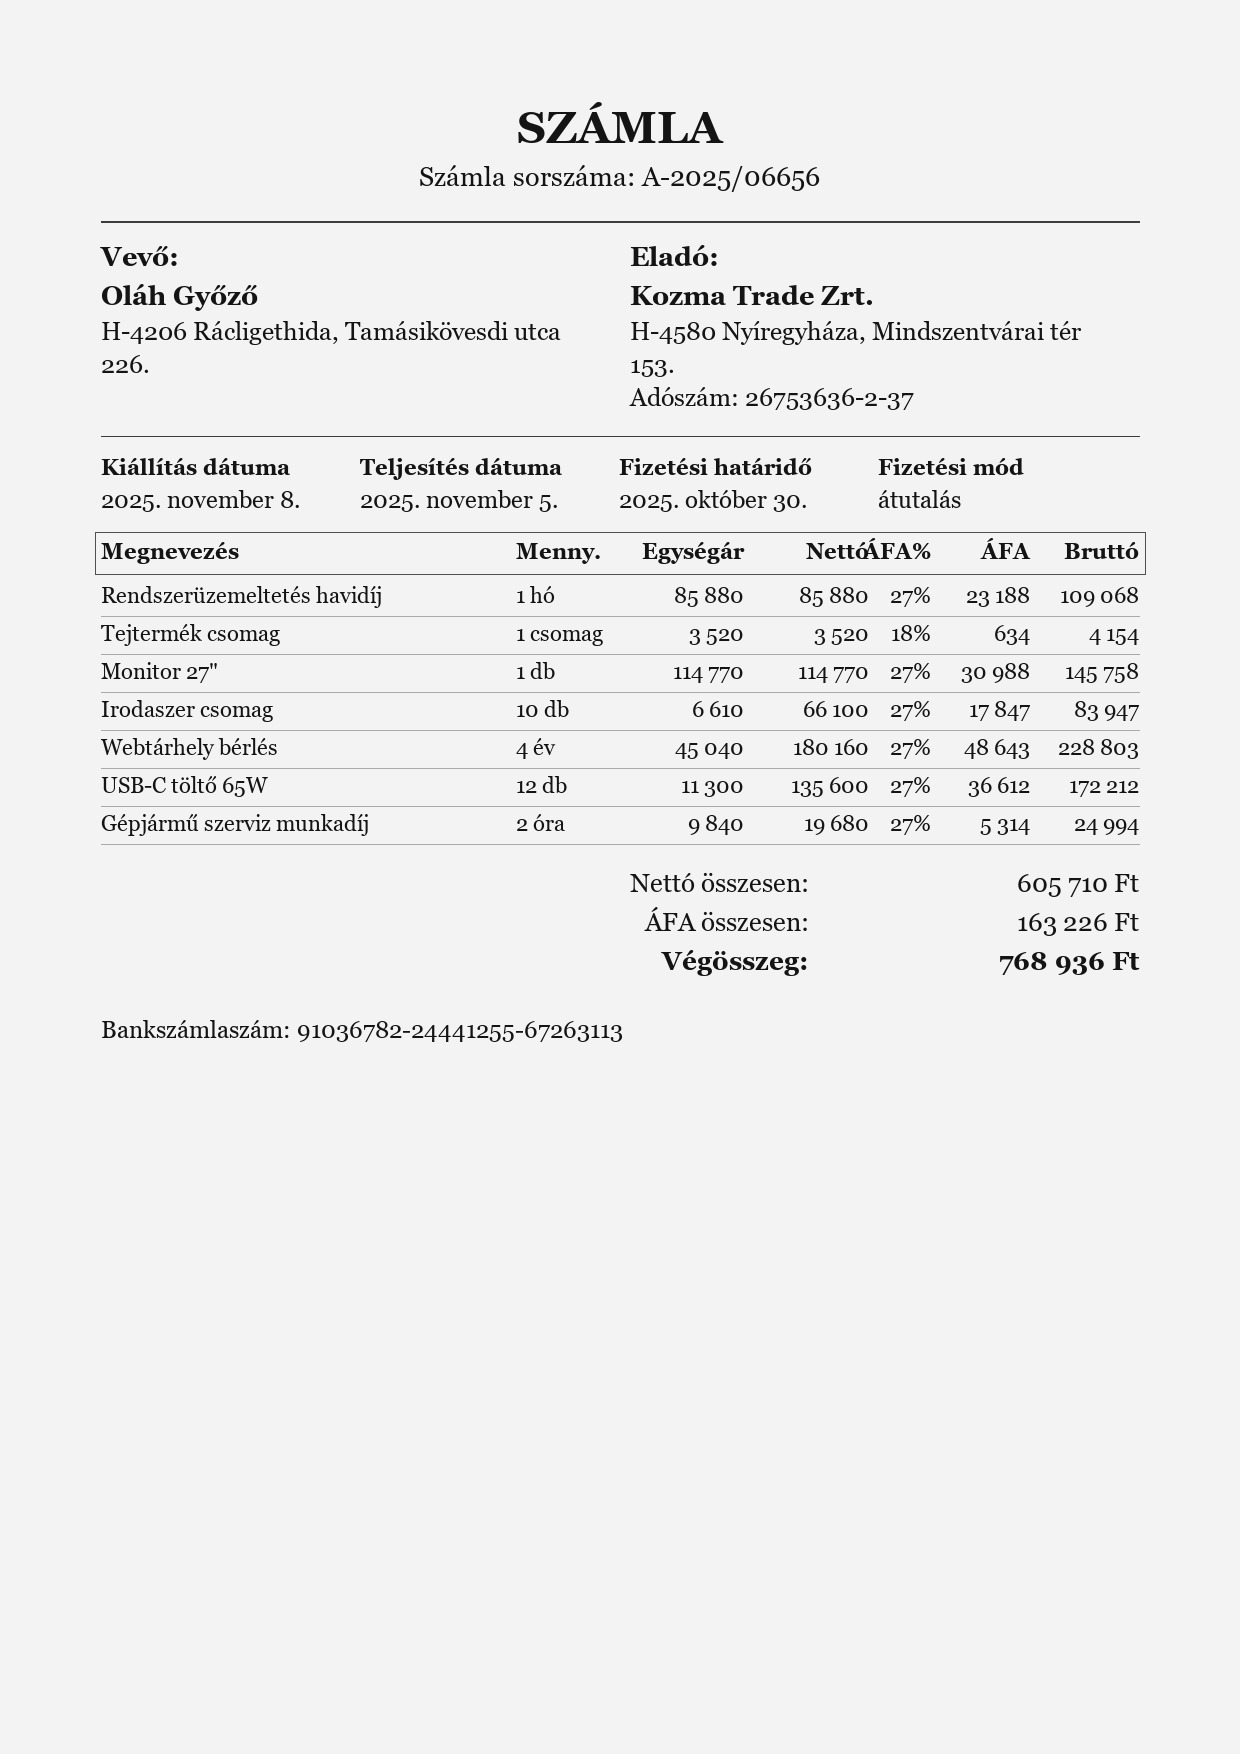 SZÁMLA
Számla sorszáma: A-2025/06656
Vevő:
Oláh Győző
H-4206 Rácligethida, Tamásikövesdi utca
226.
Eladó:
Kozma Trade Zrt.
H-4580 Nyíregyháza, Mindszentvárai tér
153.
Adószám: 26753636-2-37
Kiállítás dátuma Teljesítés dátuma Fizetési határidő Fizetési mód
2025. november 8. 2025. november 5. 2025. október 30. átutalás
Megnevezés Menny. Egységár Nettó ÁFA% ÁFA Bruttó
Rendszerüzemeltetés havidíj 1 hó 85 880 85 880 27% 23 188 109 068
Tejtermék csomag 1 csomag 3 520 3 520 18% 634 4 154
Monitor 27" 1 db 114 770 114 770 27% 30 988 145 758
Irodaszer csomag 10 db 6 610 66 100 27% 17 847 83 947
Webtárhely bérlés 4 év 45 040 180 160 27% 48 643 228 803
USB-C töltő 65W 12 db 11 300 135 600 27% 36 612 172 212
Gépjármű szerviz munkadíj 2 óra 9 840 19 680 27% 5 314 24 994
Nettó összesen: 605 710 Ft
ÁFA összesen: 163 226 Ft
Végösszeg: 768 936 Ft
Bankszámlaszám: 91036782-24441255-67263113